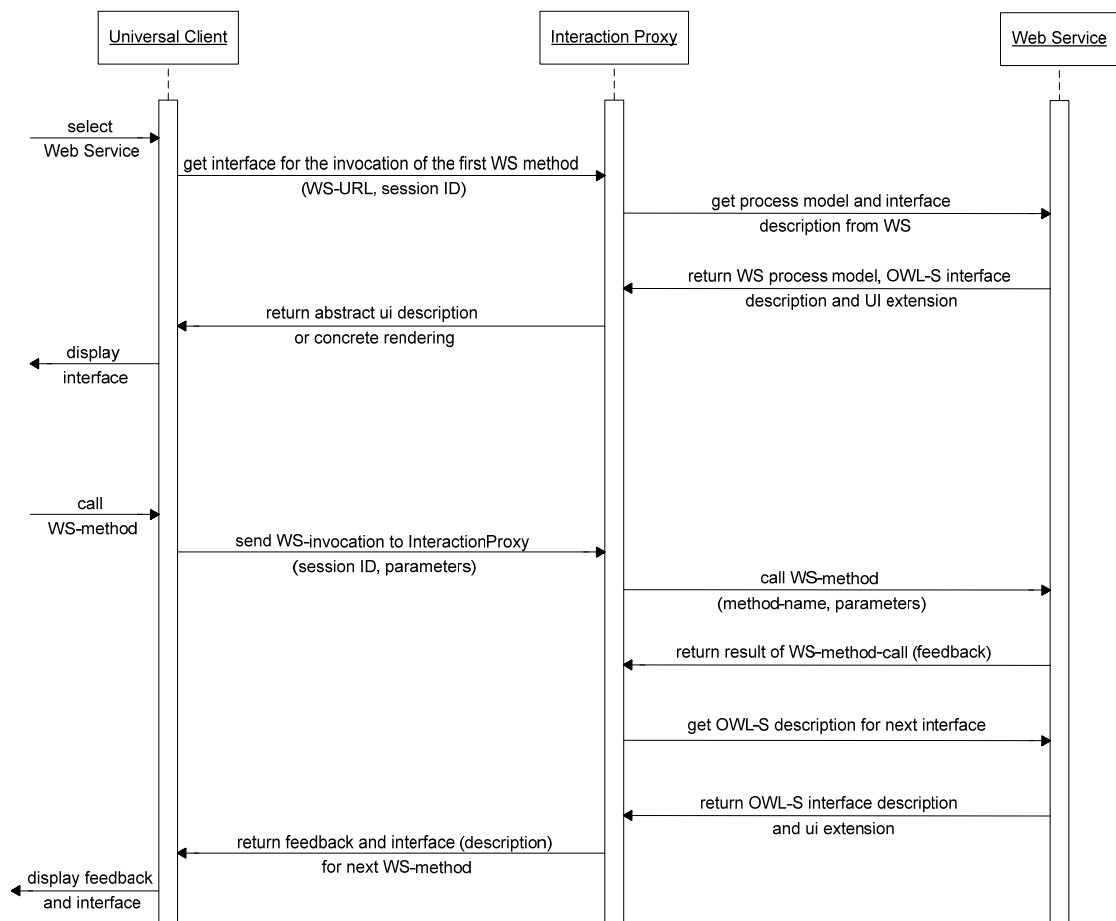 Universal Client
Interaction Proxy
Web Service
select
Web Service
get interface for the invocation of the first WS method
(WS-URL, session ID)
get process model and interface
description from WS
return WS process model, OWL-S interface
description and UI extension
return abstract ui description
or concrete rendering
display
interface
call
WS-method
send WS-invocation to InteractionProxy
(session ID, parameters)
call WS-method
(method-name, parameters)
return result of WS-method-call (feedback)
get OWL-S description for next interface
return OWL-S interface description
and ui extension
return feedback and interface (description)
for next WS-method
display feedback
and interface